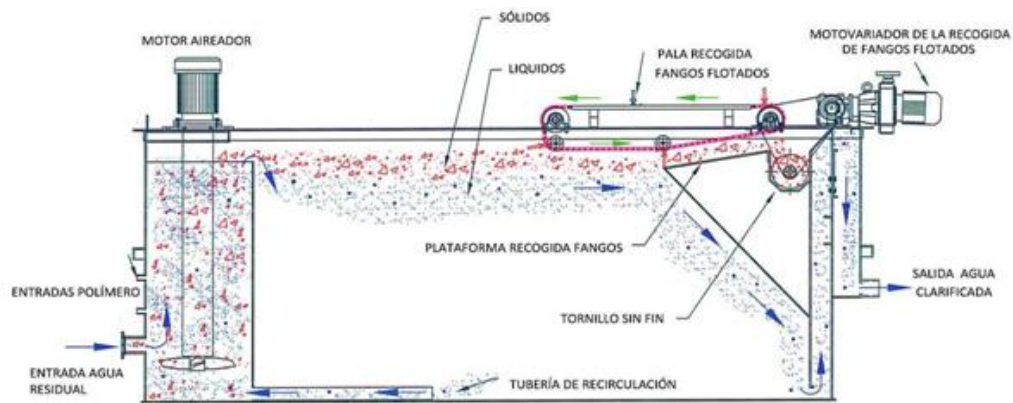 SÓLIDOS
MOTOR AIREADOR
MOTOVARIADOR DE LA RECOGIDA
DE FANGOS FLOTADOS
PALA RECOGIDA
FANGOS FLOTADOS
LIQUIDOS
PLATAFORMA RECOGIDA FANGOS
ENTRADAS POLÍMERO
SALIDA AGUA
CLARIFICADA
TORNILLO SIN FIN
ENTRADA AGUA
RESIDUAL
TUBERÍA DE RECIRCULACIÓN